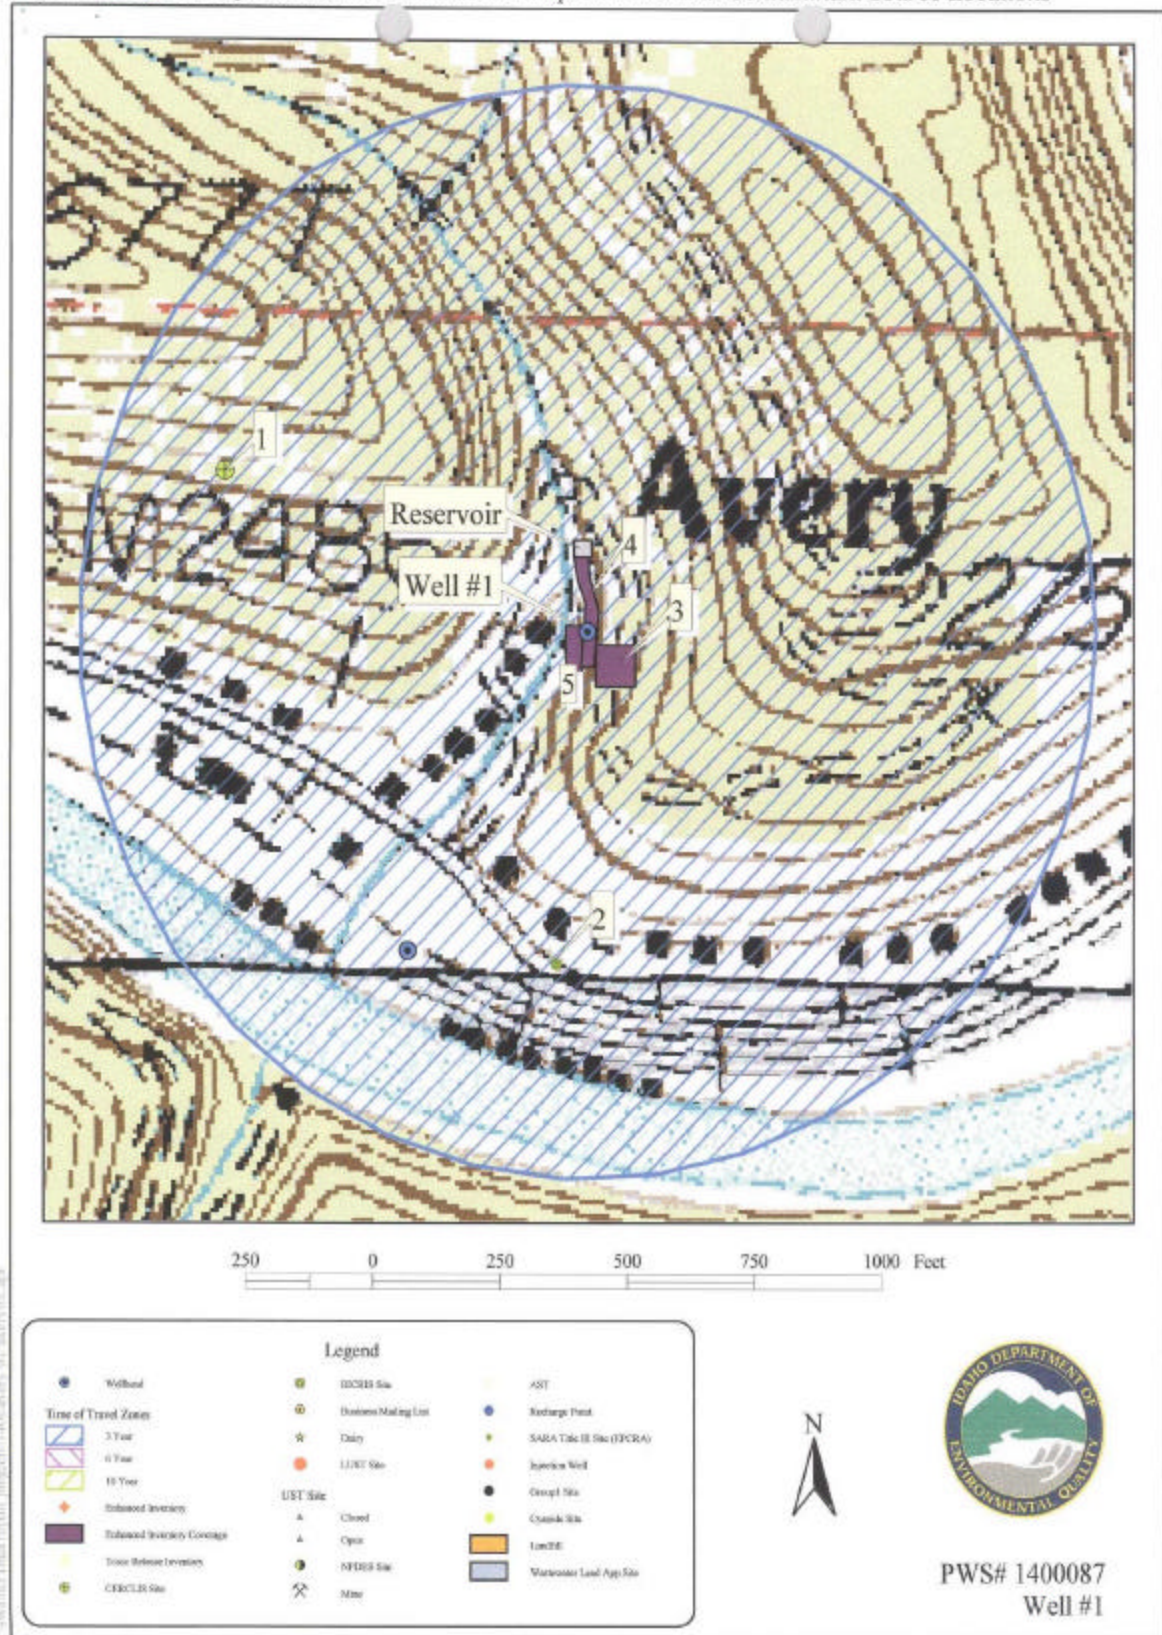 677
1
Avery
Reservoir
4
Well #1
3
5
2
250 0 250 500 750 1000 Feet
Legend
Wellhead
Time of Travel Zones
3 Year
6 Year
10 Year
Enhanced Inventory
Enhanced Inventory Coverage
Toxic Release Inventory
CERCLIS Site
RICRIS Site
Business Mailing List
Dairy
LUST Site
UST Site
Closed
Open
NPDES Site
Mine
AST
Recharge Point
SARA Title III Site (EPCRA)
Injection Well
Group1 Site
Cyanide Site
Landfill
Wastewater Land App Site
N
IDAHO DEPARTMENT OF
ENVIRONMENTAL QUALITY
PWS# 1400087
Well #1